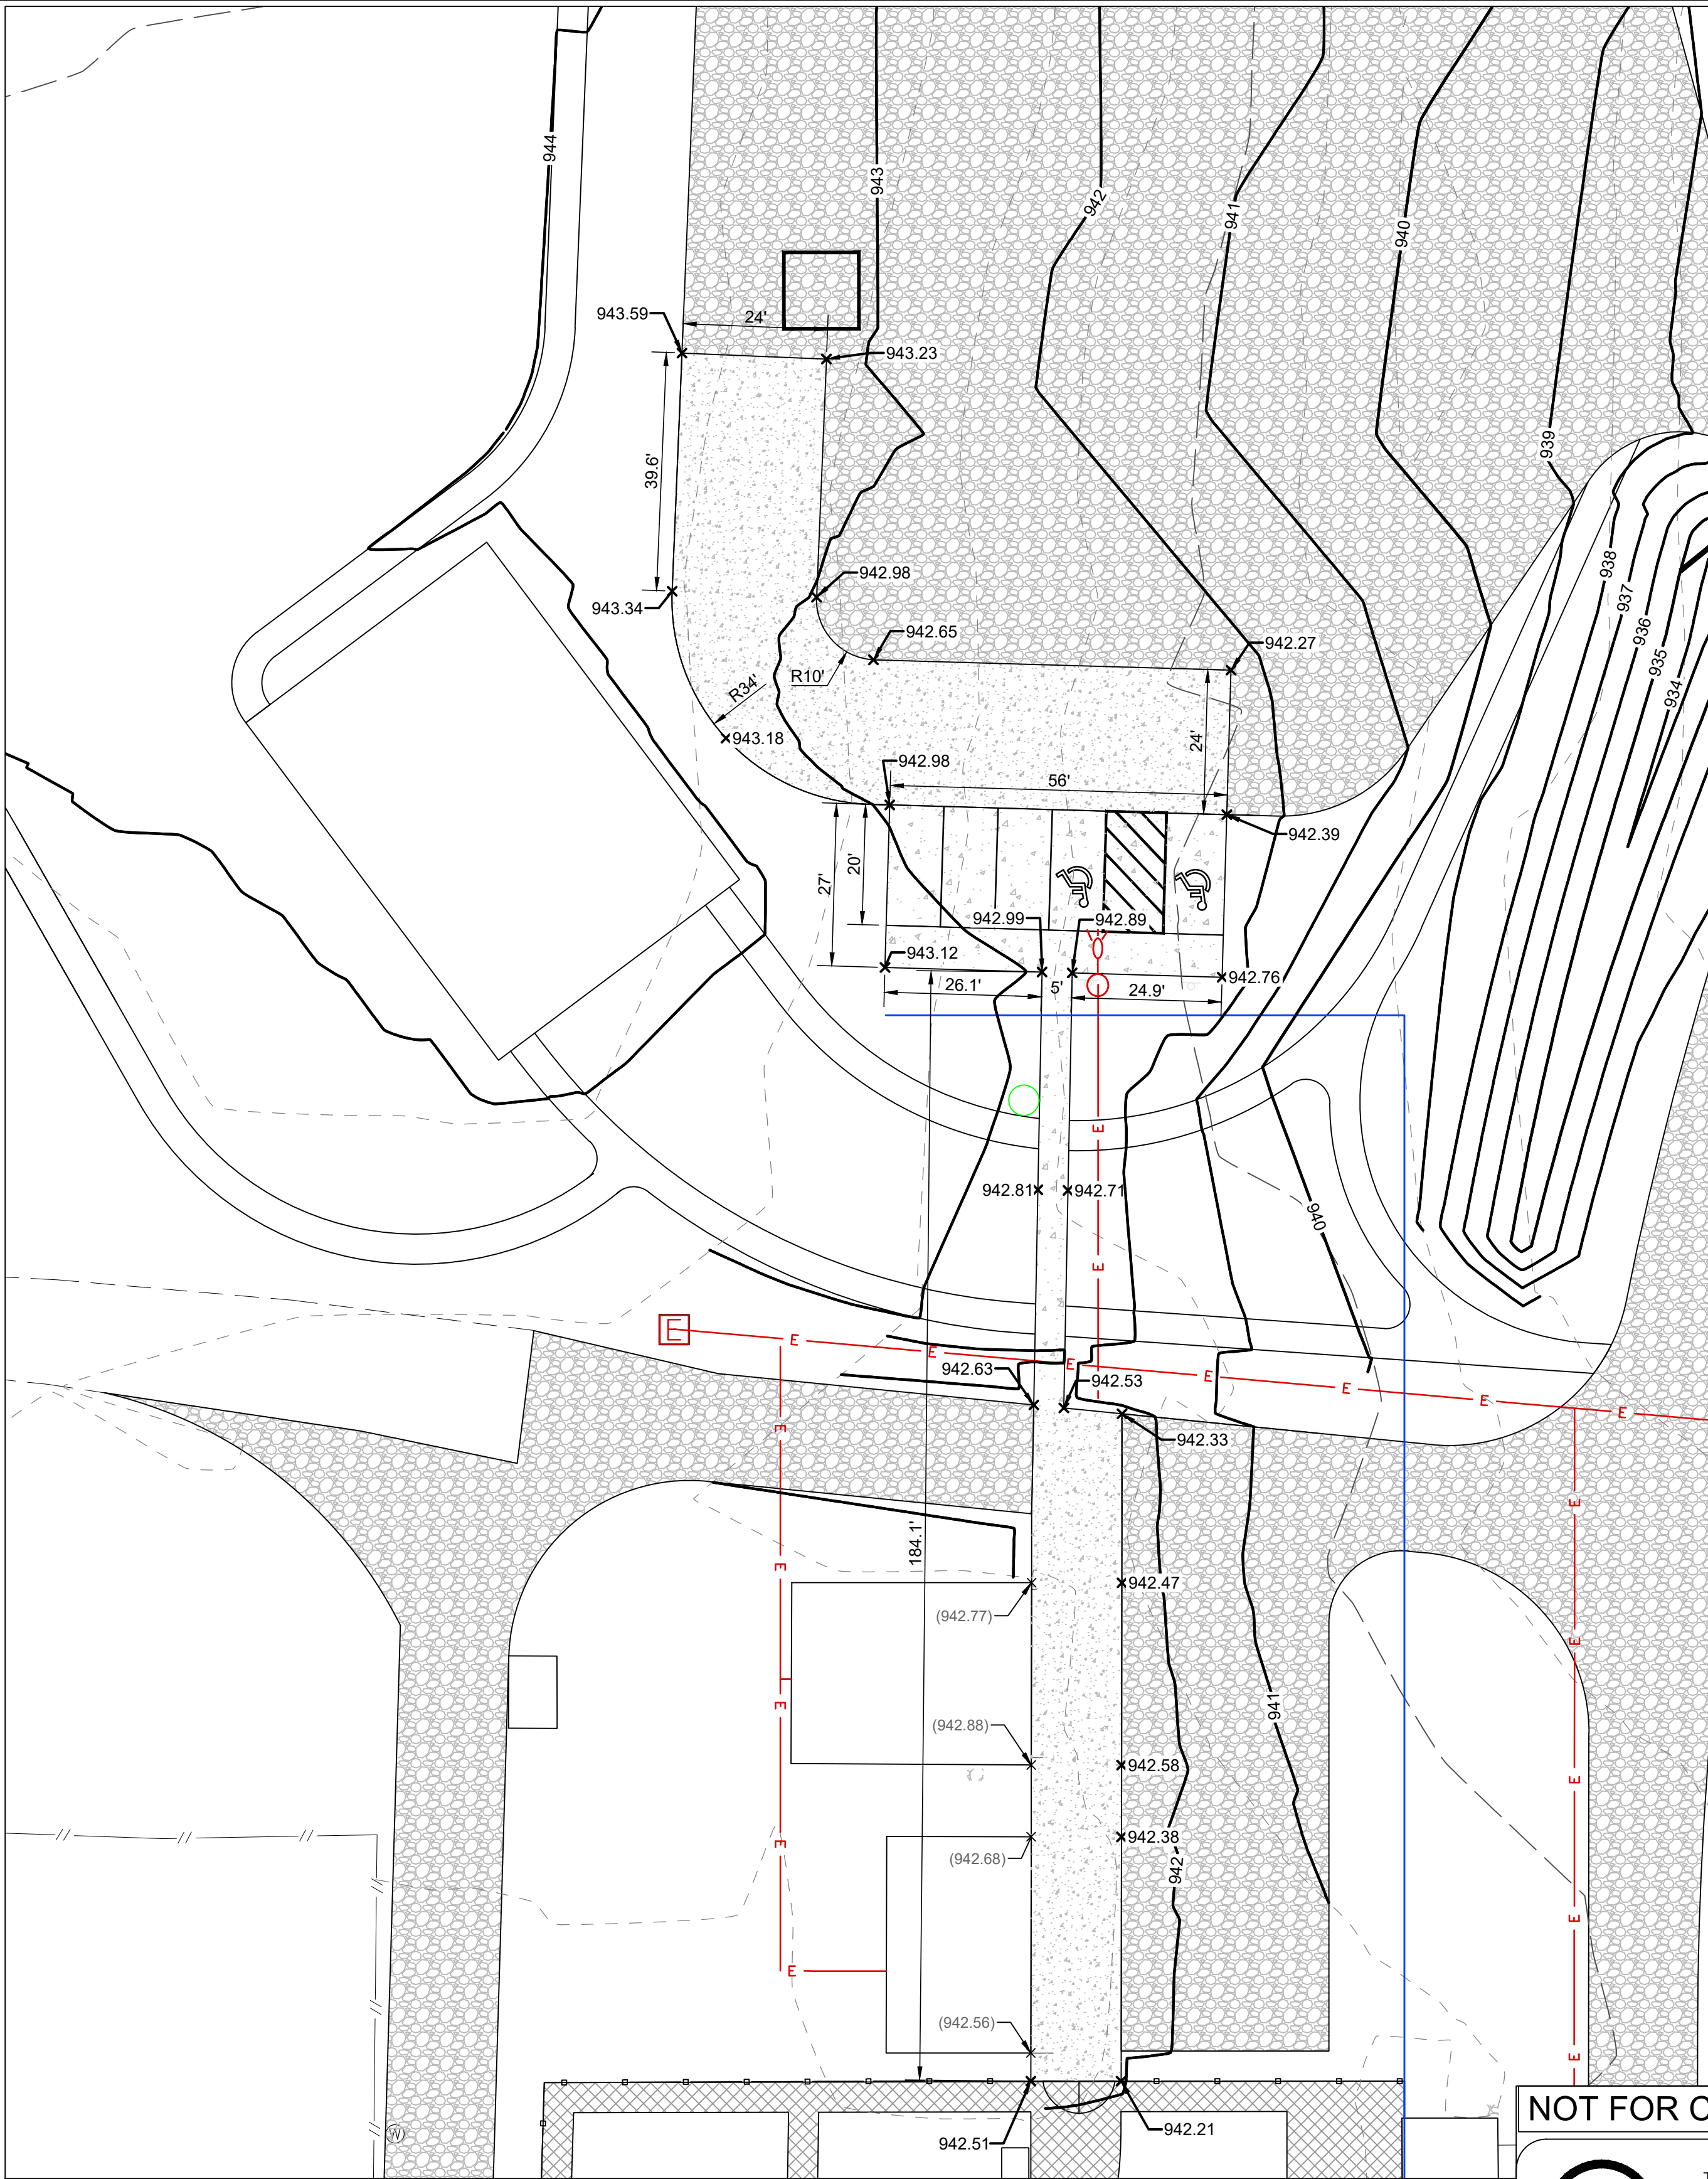 944
943
942
941
940
939
943.59
24'
943.23
39.6'
938
937
936
935
934
942.98
943.34
942.65
942.27
R34'
R10'
943.18
24'
942.98
56'
942.39
27'
20'
942.99
942.89
943.12
942.76
26.1'
5'
24.9'
E
942.81
942.71
940
E
E
E
E
E
E
E
E
E
E
942.63
942.53
942.33
E
E
184.1'
E
942.47
(942.77)
E
E
941
(942.88)
942.58
E
E
942.38
(942.68)
942
E
E
(942.56)
E
W
942.51
942.21
NOT FOR C